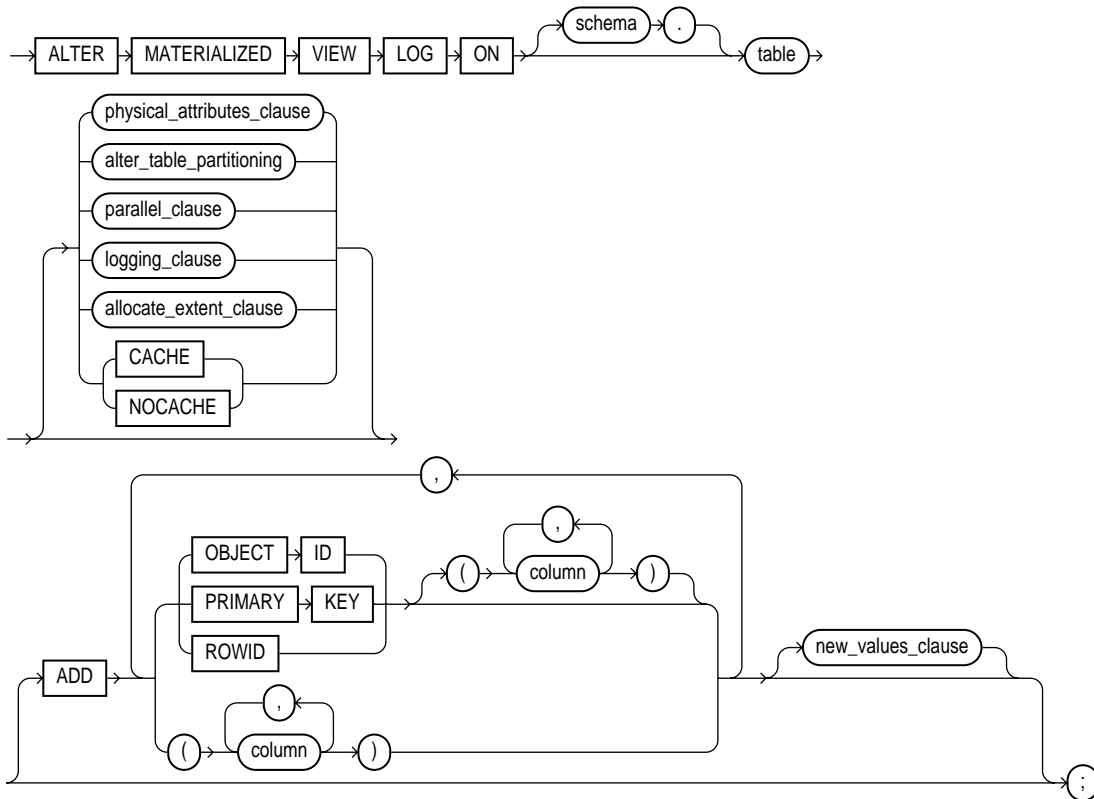 schema .
ALTER MATERIALIZED VIEW LOG ON table
physical_attributes_clause
alter_table_partitioning
parallel_clause
logging_clause
allocate_extent_clause
CACHE
NOCACHE
,
,
OBJECT ID ( column )
PRIMARY KEY
ROWID
new_values_clause
ADD
,
( column )
;